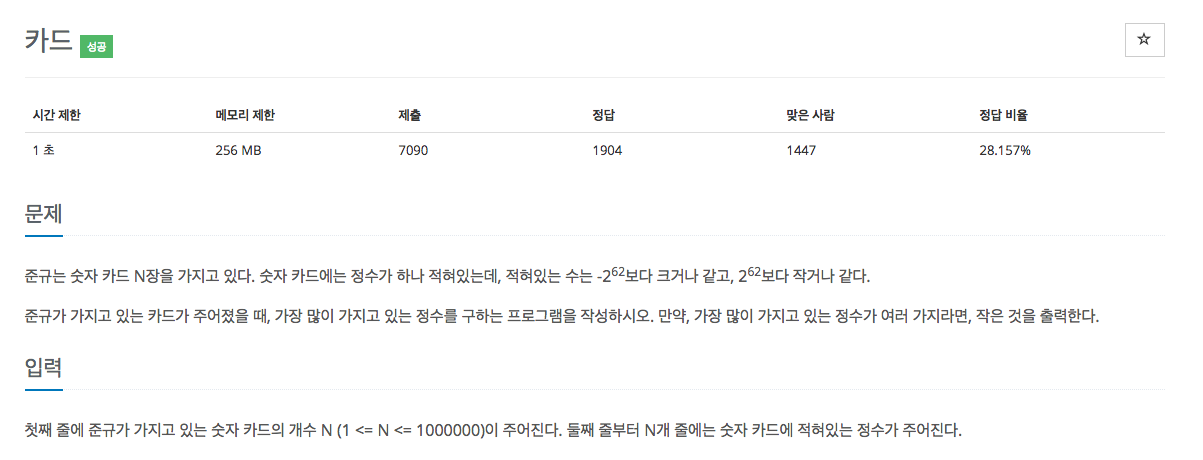 카드 성공
☆
시간 제한 메모리 제한 제출 정답 맞은 사람 정답 비율
1 초 256 MB 7090 1904 1447 28.157%
문제
준규는 숫자 카드 N장을 가지고 있다. 숫자 카드에는 정수가 하나 적혀있는데, 적혀있는 수는 -2⁶²보다 크거나 같고, 2⁶²보다 작거나 같다.
준규가 가지고 있는 카드가 주어졌을 때, 가장 많이 가지고 있는 정수를 구하는 프로그램을 작성하시오. 만약, 가장 많이 가지고 있는 정수가 여러 가지라면, 작은 것을 출력한다.
입력
첫째 줄에 준규가 가지고 있는 숫자 카드의 개수 N (1 <= N <= 1000000)이 주어진다. 둘째 줄부터 N개 줄에는 숫자 카드에 적혀있는 정수가 주어진다.